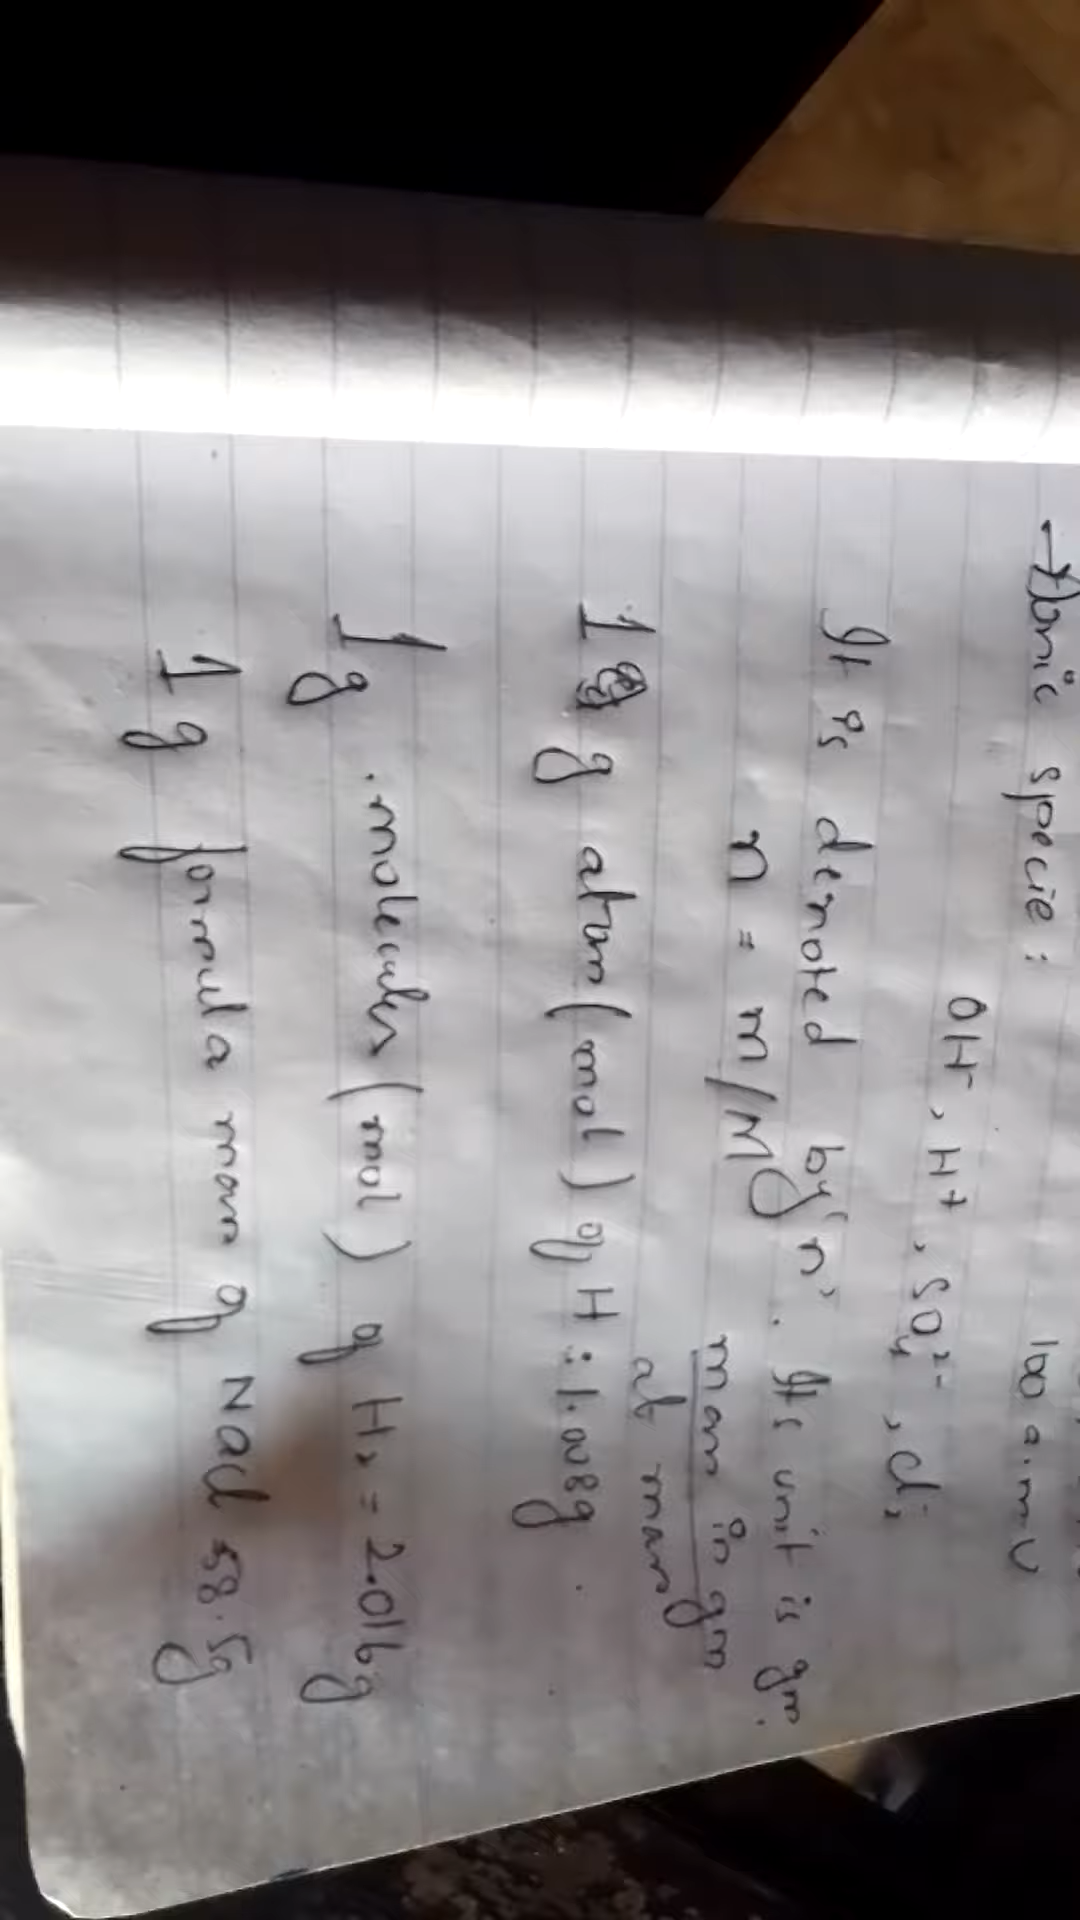 100 a.m.u
→ Ionic specie:
OH⁻, H⁺, SO₄²⁻, Cl;
It is denoted by 'n'. Its unit is gm.
n = m/M mass in gm
at mass
1 g atom (mol) of H : 1.008g
1 g molecules (mol) of H₂ = 2.016g
1 g formula mass of NaCl 58.5g